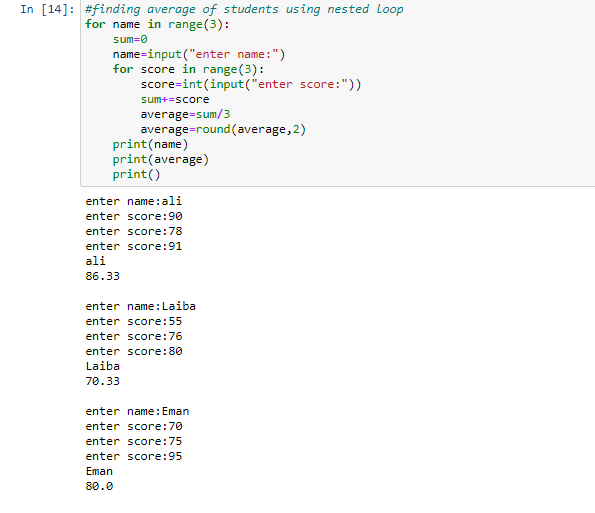 In [14]: #finding average of students using nested loop
for name in range(3):
    sum=0
    name=input("enter name:")
    for score in range(3):
        score=int(input("enter score:"))
        sum+=score
        average=sum/3
        average=round(average,2)
    print(name)
    print(average)
    print()
enter name:ali
enter score:90
enter score:78
enter score:91
ali
86.33

enter name:Laiba
enter score:55
enter score:76
enter score:80
Laiba
70.33

enter name:Eman
enter score:70
enter score:75
enter score:95
Eman
80.0